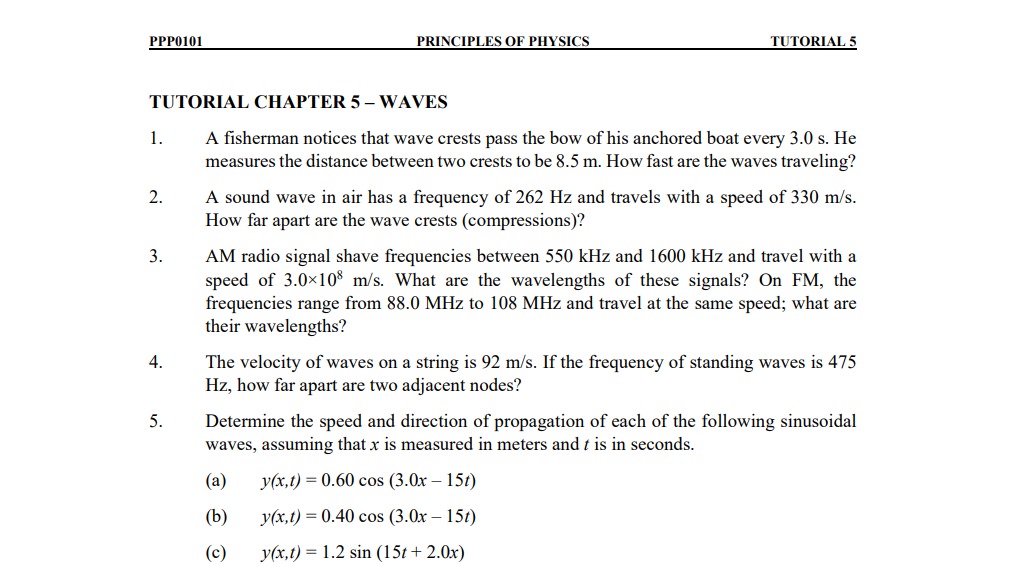 PPP0101 PRINCIPLES OF PHYSICS TUTORIAL 5
TUTORIAL CHAPTER 5 – WAVES
1. A fisherman notices that wave crests pass the bow of his anchored boat every 3.0 s. He
measures the distance between two crests to be 8.5 m. How fast are the waves traveling?
2. A sound wave in air has a frequency of 262 Hz and travels with a speed of 330 m/s.
How far apart are the wave crests (compressions)?
3. AM radio signal shave frequencies between 550 kHz and 1600 kHz and travel with a
speed of 3.0×10⁸ m/s. What are the wavelengths of these signals? On FM, the
frequencies range from 88.0 MHz to 108 MHz and travel at the same speed; what are
their wavelengths?
4. The velocity of waves on a string is 92 m/s. If the frequency of standing waves is 475
Hz, how far apart are two adjacent nodes?
5. Determine the speed and direction of propagation of each of the following sinusoidal
waves, assuming that x is measured in meters and t is in seconds.
(a) y(x,t) = 0.60 cos (3.0x – 15t)
(b) y(x,t) = 0.40 cos (3.0x – 15t)
(c) y(x,t) = 1.2 sin (15t + 2.0x)